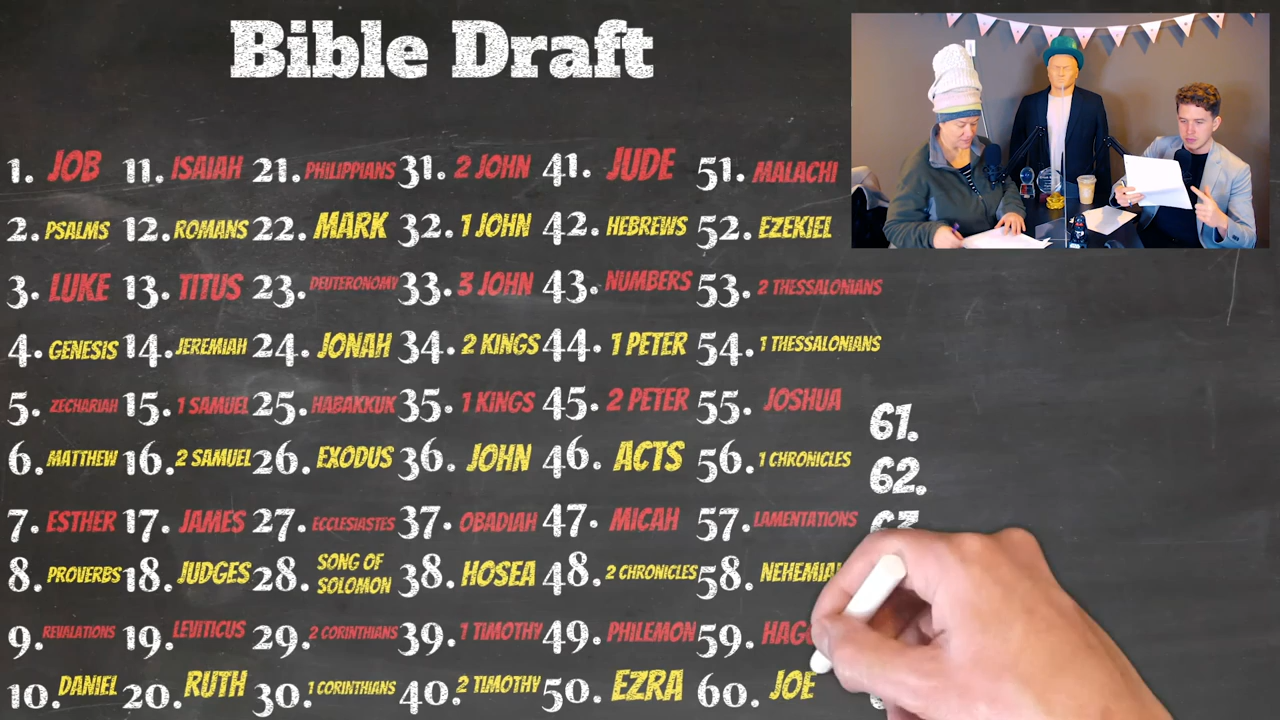 Bible Draft
1. JOB
2. PSALMS
3. LUKE
4. GENESIS
5. ZECHARIAH
6. MATTHEW
7. ESTHER
8. PROVERBS
9. REVALATIONS
10. DANIEL
11. ISAIAH
12. ROMANS
13. TITUS
14. JEREMIAH
15. 1 SAMUEL
16. 2 SAMUEL
17. JAMES
18. JUDGES
19. LEVITICUS
20. RUTH
21. PHILIPPIANS
22. MARK
23. DEUTERONOMY
24. JONAH
25. HABAKKUK
26. EXODUS
27. ECCLESIASTES
28. SONG OF
SOLOMON
29. 2 CORINTHIANS
30. 1 CORINTHIANS
31. 2 JOHN
32. 1 JOHN
33. 3 JOHN
34. 2 KINGS
35. 1 KINGS
36. JOHN
37. OBADIAH
38. HOSEA
39. 1 TIMOTHY
40. 2 TIMOTHY
41. JUDE
42. HEBREWS
43. NUMBERS
44. 1 PETER
45. 2 PETER
46. ACTS
47. MICAH
48. 2 CHRONICLES
49. PHILEMON
50. EZRA
51. MALACHI
52. EZEKIEL
53. 2 THESSALONIANS
54. 1 THESSALONIANS
55. JOSHUA
56. 1 CHRONICLES
57. LAMENTATIONS
58. NEHEMIA
59. HAG
60. JOE
61.
62.
63.